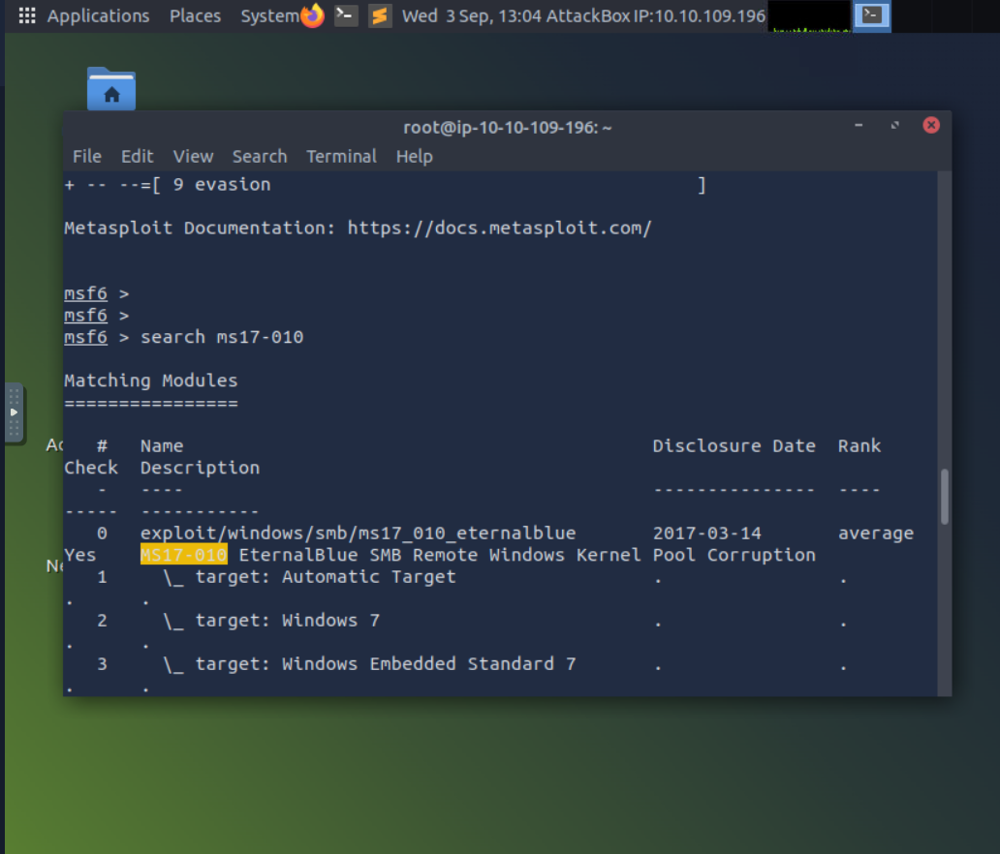 Applications Places System Wed 3 Sep, 13:04 AttackBox IP:10.10.109.196
root@ip-10-10-109-196: ~
File Edit View Search Terminal Help
+ -- --=[ 9 evasion ]
Metasploit Documentation: https://docs.metasploit.com/
msf6 >
msf6 >
msf6 > search ms17-010
Matching Modules
================
# Name Disclosure Date Rank
Check Description
- ---- --------------- ----
----- -----------
0 exploit/windows/smb/ms17_010_eternalblue 2017-03-14 average
Yes MS17-010 EternalBlue SMB Remote Windows Kernel Pool Corruption
1 \_ target: Automatic Target . .
. .
2 \_ target: Windows 7 . .
. .
3 \_ target: Windows Embedded Standard 7 . .
. .